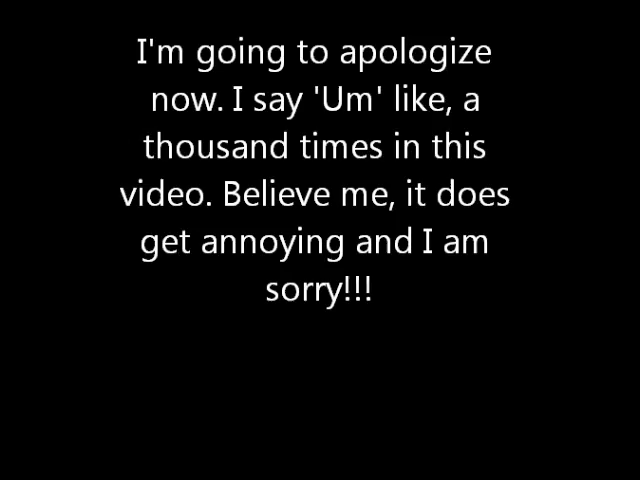 I'm going to apologize
now. I say 'Um' like, a
thousand times in this
video. Believe me, it does
get annoying and I am
sorry!!!